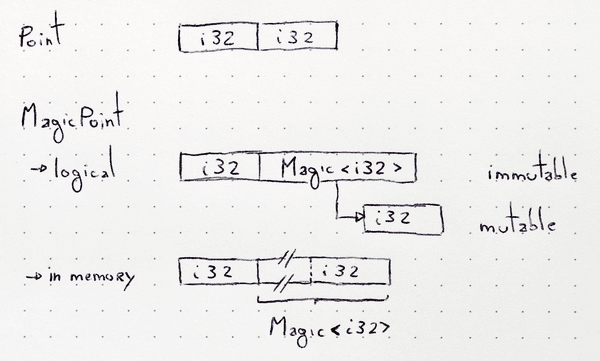 Point i32 i32
MagicPoint
→ logical i32 Magic<i32> immutable
i32 mutable
→ in memory i32 i32
Magic<i32>